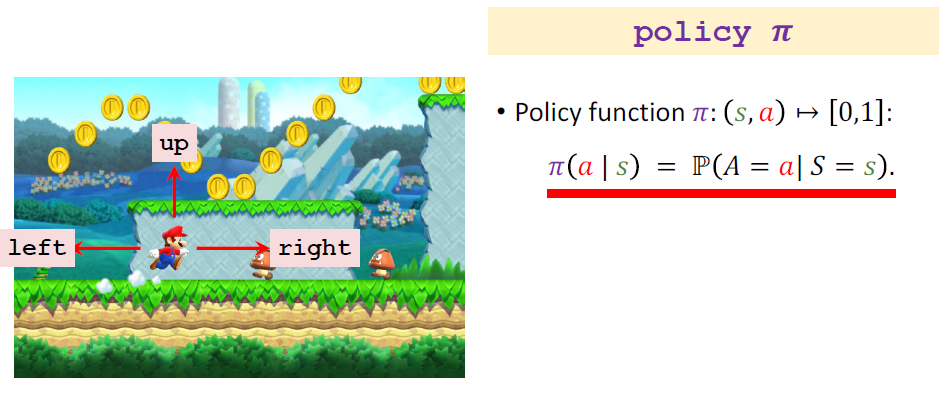 policy π
up
left
right
• Policy function π: (s, a) ↦ [0,1]:
π(a | s) = ℙ(A = a| S = s).